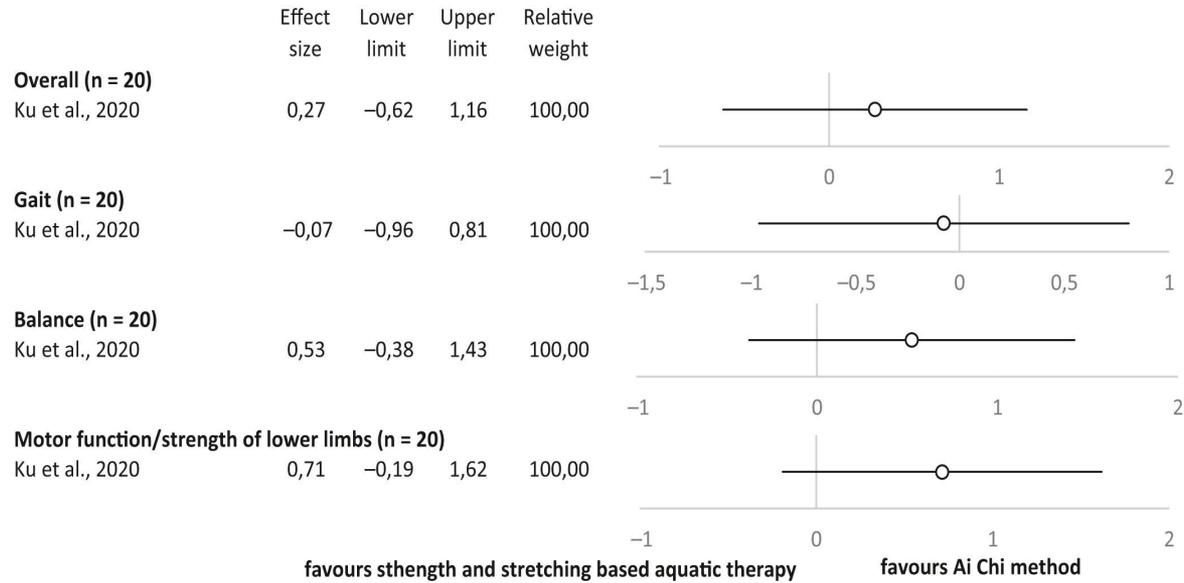 Effect Lower Upper Relative
size limit limit weight
Overall (n = 20)
Ku et al., 2020 0,27 –0,62 1,16 100,00
–1 0 1 2
Gait (n = 20)
Ku et al., 2020 –0,07 –0,96 0,81 100,00
–1,5 –1 –0,5 0 0,5 1
Balance (n = 20)
Ku et al., 2020 0,53 –0,38 1,43 100,00
–1 0 1 2
Motor function/strength of lower limbs (n = 20)
Ku et al., 2020 0,71 –0,19 1,62 100,00
–1 0 1 2
favours sthength and stretching based aquatic therapy favours Ai Chi method